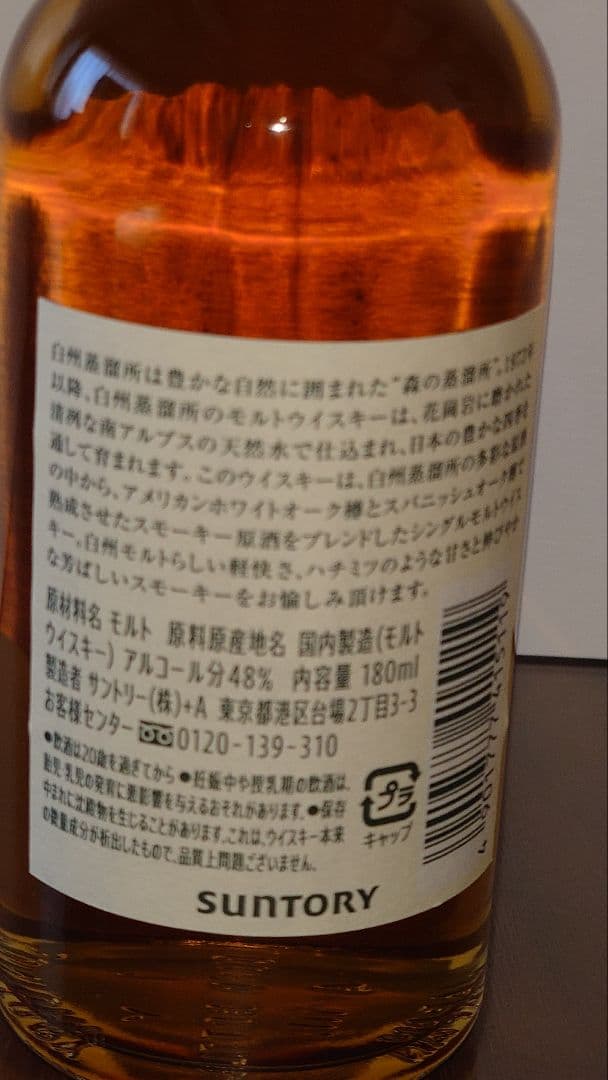 白州蒸溜所は豊かな自然に囲まれた“森の蒸溜所”。1972年
以降、白州蒸溜所のモルトウイスキーは、花崗岩に磨かれた
清冽な南アルプスの天然水で仕込まれ、日本の豊かな四季を
通して育まれます。このウイスキーは、白州蒸溜所の多彩な原酒
の中から、アメリカンホワイトオーク樽とスパニッシュオーク樽で
熟成させたスモーキー原酒をブレンドしたシングルモルトウイス
キー。白州モルトらしい軽快さ、ハチミツのような甘さと伸びやか
な芳ばしいスモーキーをお愉しみ頂けます。
原材料名 モルト 原料原産地名 国内製造(モルト
ウイスキー) アルコール分48% 内容量 180ml
製造者 サントリー(株)+A 東京都港区台場2丁目3-3
お客様センター 0120-139-310
●飲酒は20歳を過ぎてから ●妊娠中や授乳期の飲酒は、
胎児・乳児の発育に悪影響を与えるおそれがあります。●保存
中まれに沈殿物を生じることがあります。これは、ウイスキー本来
の微量成分が析出したもので、品質上問題ございません。
プラ
キャップ
SUNTORY